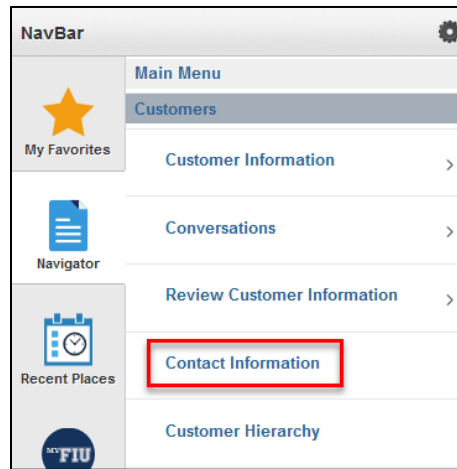 NavBar
Main Menu
Customers
My Favorites
Customer Information
Conversations
Navigator
Review Customer Information
Contact Information
Recent Places
Customer Hierarchy
MYFIU